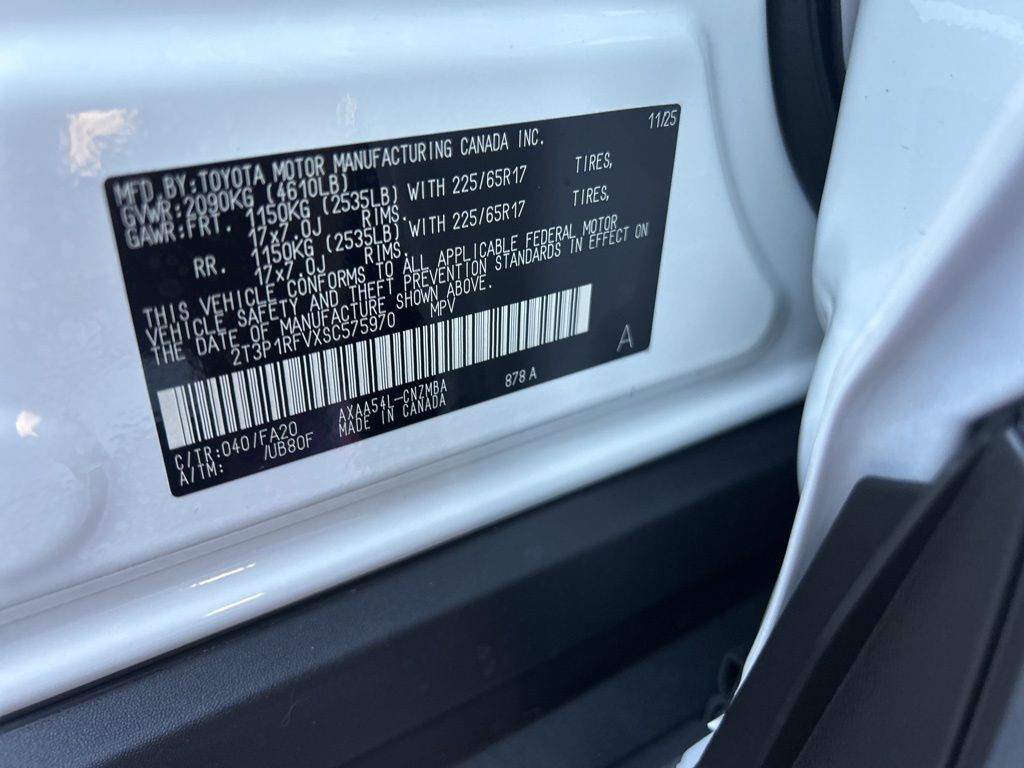 11/25
MFD.BY:TOYOTA MOTOR MANUFACTURING CANADA INC.
GVWR:2090KG (4610LB)
GAWR:FRT. 1150KG (2535LB) WITH 225/65R17 TIRES,
17x7.0J RIMS.
RR. 1150KG (2535LB) WITH 225/65R17 TIRES,
17x7.0J RIMS.
THIS VEHICLE CONFORMS TO ALL APPLICABLE FEDERAL MOTOR
VEHICLE SAFETY AND THEFT PREVENTION STANDARDS IN EFFECT ON
THE DATE OF MANUFACTURE SHOWN ABOVE.
2T3P1RFVXSC575970 MPV
A
C/TR:040/FA20 AXAA54L-CNZMBA 878 A
A/TM: /UB80F MADE IN CANADA